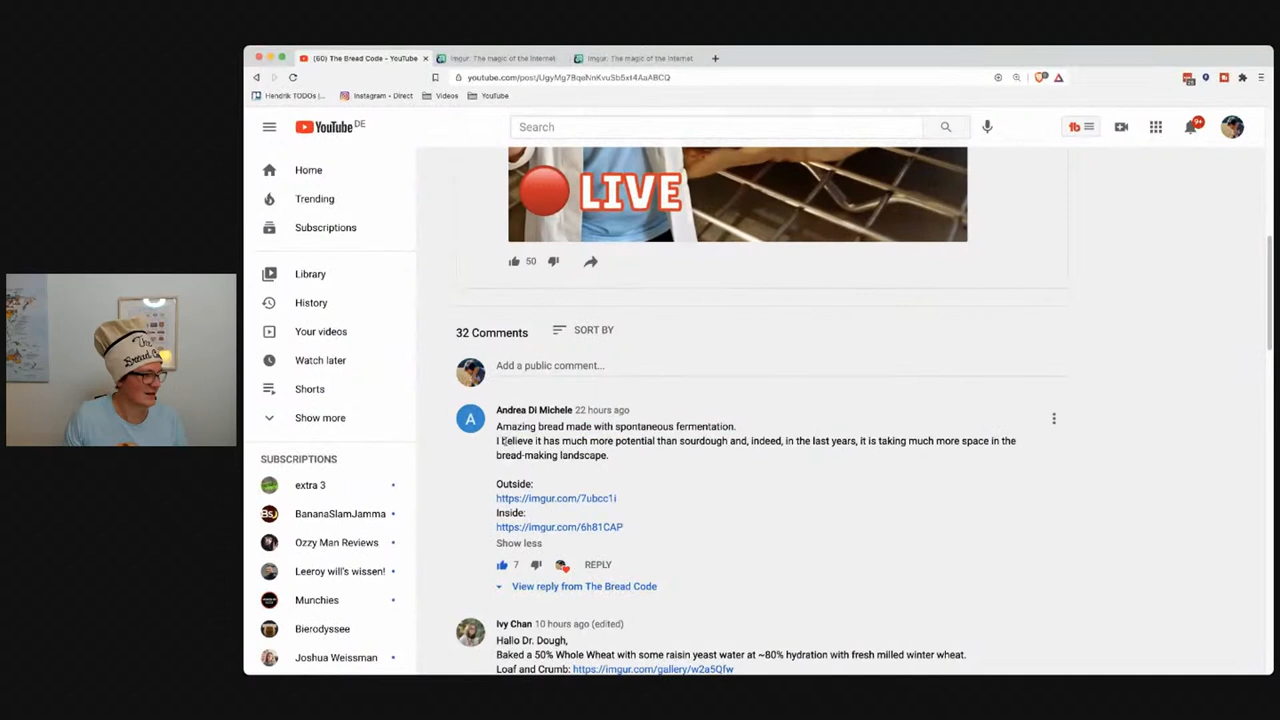 (60) The Bread Code - YouTube
Imgur: The magic of the Internet
Imgur: The magic of the Internet
youtube.com/post/UgyMg7BqeNnKvuSb5xt4AaABCQ
Hendrik TODOs |...
Instagram - Direct
Videos
YouTube
YouTube DE
Search
9+
Home
Trending
Subscriptions
Library
History
Your videos
Watch later
Shorts
Show more
SUBSCRIPTIONS
extra 3
BananaSlamJamma
Ozzy Man Reviews
Leeroy will's wissen!
Munchies
Bierodyssee
Joshua Weissman
LIVE
50
32 Comments
SORT BY
Add a public comment...
A
Andrea Di Michele 22 hours ago
Amazing bread made with spontaneous fermentation.
I believe it has much more potential than sourdough and, indeed, in the last years, it is taking much more space in the
bread-making landscape.
Outside:
https://imgur.com/7ubcc1i
Inside:
https://imgur.com/6h81CAP
Show less
7
REPLY
View reply from The Bread Code
Ivy Chan 10 hours ago (edited)
Hallo Dr. Dough,
Baked a 50% Whole Wheat with some raisin yeast water at ~80% hydration with fresh milled winter wheat.
Loaf and Crumb: https://imgur.com/gallery/w2a5Qfw
The
Bread